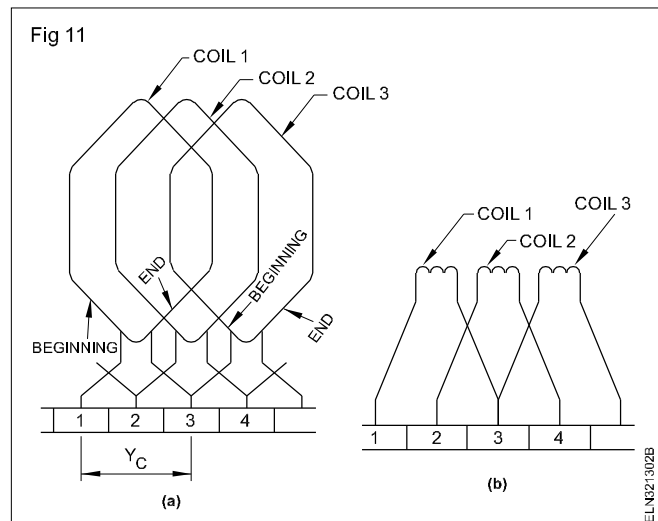 Fig 11
COIL 1
COIL 2
COIL 3
END
BEGINNING
BEGINNING
END
1 2 3 4
Y C
(a)
COIL 1
COIL 2
COIL 3
1 2 3 4
(b)
ELN321302B